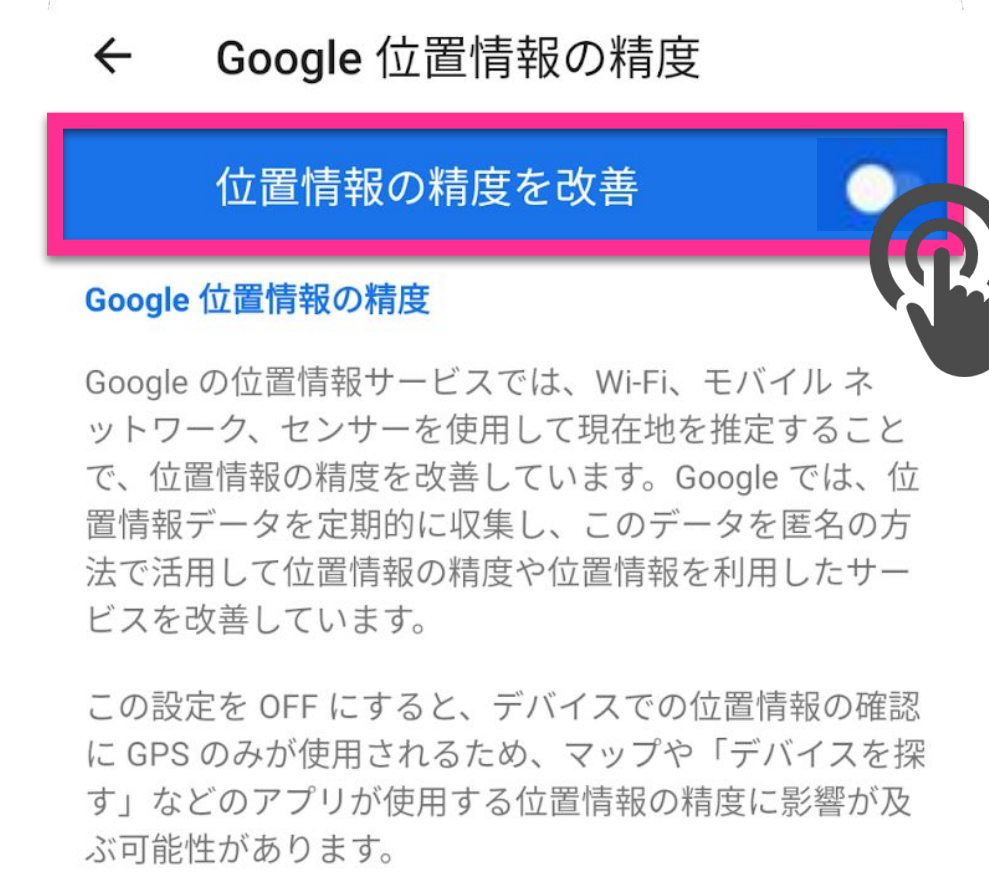 Google 位置情報の精度
位置情報の精度を改善
Google 位置情報の精度
Google の位置情報サービスでは、Wi-Fi、モバイル ネ
ットワーク、センサーを使用して現在地を推定すること
で、位置情報の精度を改善しています。Google では、位
置情報データを定期的に収集し、このデータを匿名の方
法で活用して位置情報の精度や位置情報を利用したサー
ビスを改善しています。
この設定を OFF にすると、デバイスでの位置情報の確認
に GPS のみが使用されるため、マップや「デバイスを探
す」などのアプリが使用する位置情報の精度に影響が及
ぶ可能性があります。